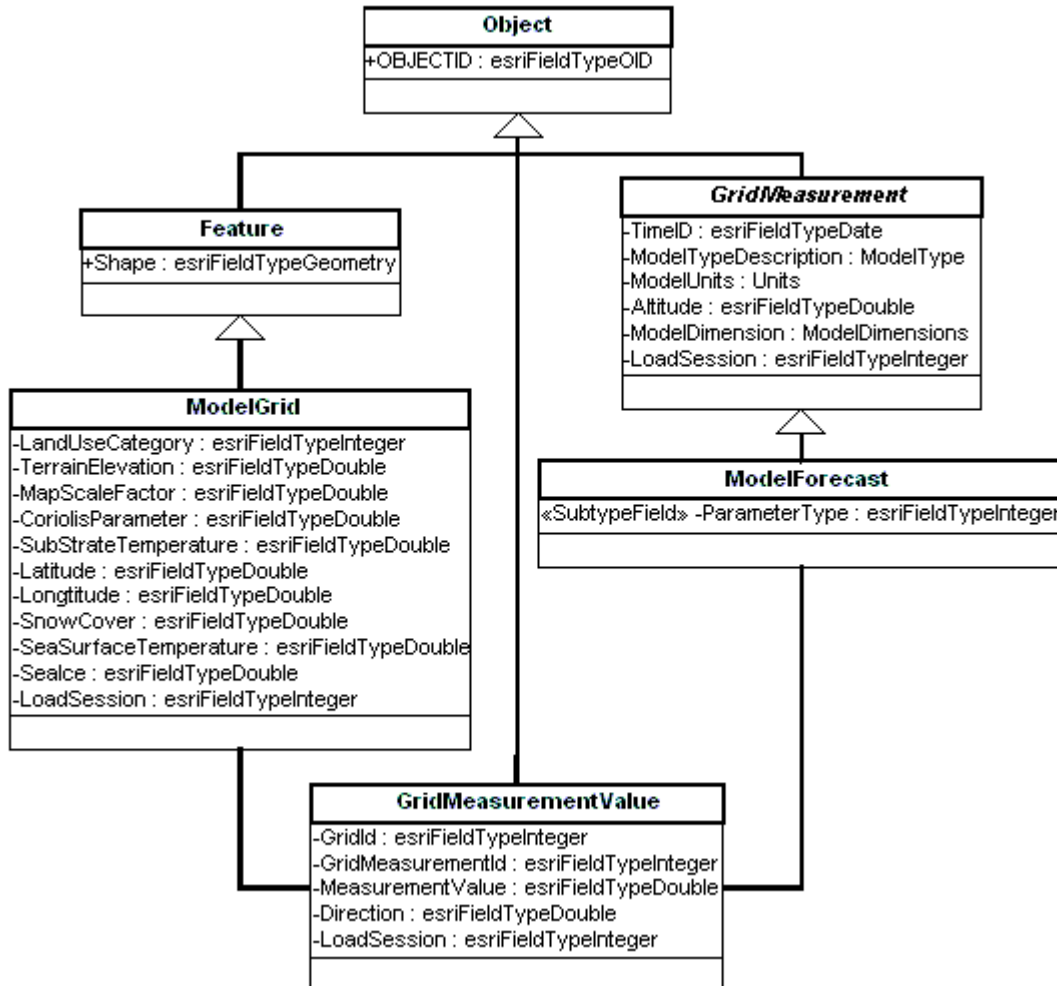 Object
+OBJECTID : esriFieldTypeOID
Feature
+Shape : esriFieldTypeGeometry
GridMeasurement
-TimeID : esriFieldTypeDate
-ModelTypeDescription : ModelType
-ModelUnits : Units
-Altitude : esriFieldTypeDouble
-ModelDimension : ModelDimensions
-LoadSession : esriFieldTypeInteger
ModelGrid
-LandUseCategory : esriFieldTypeInteger
-TerrainElevation : esriFieldTypeDouble
-MapScaleFactor : esriFieldTypeDouble
-CoriolisParameter : esriFieldTypeDouble
-SubStrateTemperature : esriFieldTypeDouble
-Latitude : esriFieldTypeDouble
-Longtitude : esriFieldTypeDouble
-SnowCover : esriFieldTypeDouble
-SeaSurfaceTemperature : esriFieldTypeDouble
-SeaIce : esriFieldTypeDouble
-LoadSession : esriFieldTypeInteger
ModelForecast
«SubtypeField» -ParameterType : esriFieldTypeInteger
GridMeasurementValue
-GridId : esriFieldTypeInteger
-GridMeasurementId : esriFieldTypeInteger
-MeasurementValue : esriFieldTypeDouble
-Direction : esriFieldTypeDouble
-LoadSession : esriFieldTypeInteger